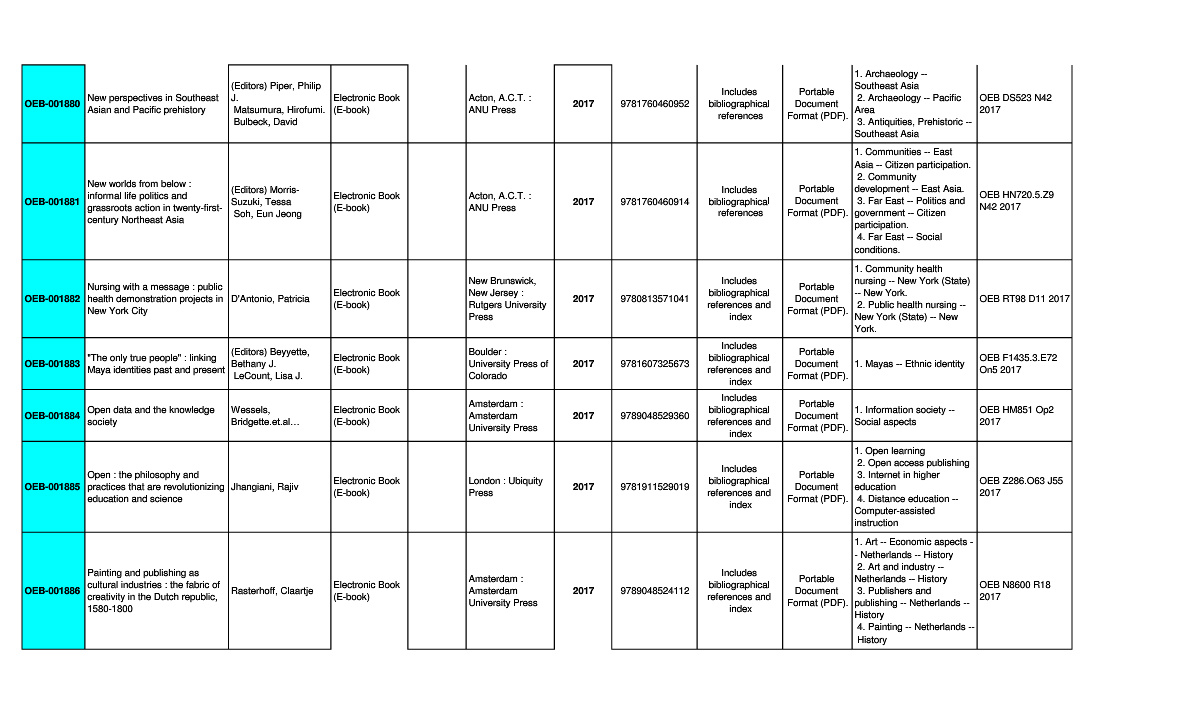 OEB-001880
New perspectives in Southeast
Asian and Pacific prehistory
(Editors) Piper, Philip
J.
Matsumura, Hirofumi.
Bulbeck, David
Electronic Book
(E-book)
Acton, A.C.T. :
ANU Press
2017
9781760460952
Includes
bibliographical
references
Portable
Document
Format (PDF).
1. Archaeology --
Southeast Asia
2. Archaeology -- Pacific
Area
3. Antiquities, Prehistoric --
Southeast Asia
OEB DS523 N42
2017
OEB-001881
New worlds from below :
informal life politics and
grassroots action in twenty-first-
century Northeast Asia
(Editors) Morris-
Suzuki, Tessa
Soh, Eun Jeong
Electronic Book
(E-book)
Acton, A.C.T. :
ANU Press
2017
9781760460914
Includes
bibliographical
references
Portable
Document
Format (PDF).
1. Communities -- East
Asia -- Citizen participation.
2. Community
development -- East Asia.
3. Far East -- Politics and
government -- Citizen
participation.
4. Far East -- Social
conditions.
OEB HN720.5.Z9
N42 2017
OEB-001882
Nursing with a message : public
health demonstration projects in
New York City
D'Antonio, Patricia
Electronic Book
(E-book)
New Brunswick,
New Jersey :
Rutgers University
Press
2017
9780813571041
Includes
bibliographical
references and
index
Portable
Document
Format (PDF).
1. Community health
nursing -- New York (State)
-- New York.
2. Public health nursing --
New York (State) -- New
York.
OEB RT98 D11 2017
OEB-001883
"The only true people" : linking
Maya identities past and present
(Editors) Beyyette,
Bethany J.
LeCount, Lisa J.
Electronic Book
(E-book)
Boulder :
University Press of
Colorado
2017
9781607325673
Includes
bibliographical
references and
index
Portable
Document
Format (PDF).
1. Mayas -- Ethnic identity
OEB F1435.3.E72
On5 2017
OEB-001884
Open data and the knowledge
society
Wessels,
Bridgette.et.al…
Electronic Book
(E-book)
Amsterdam :
Amsterdam
University Press
2017
9789048529360
Includes
bibliographical
references and
index
Portable
Document
Format (PDF).
1. Information society --
Social aspects
OEB HM851 Op2
2017
OEB-001885
Open : the philosophy and
practices that are revolutionizing
education and science
Jhangiani, Rajiv
Electronic Book
(E-book)
London : Ubiquity
Press
2017
9781911529019
Includes
bibliographical
references and
index
Portable
Document
Format (PDF).
1. Open learning
2. Open access publishing
3. Internet in higher
education
4. Distance education --
Computer-assisted
instruction
OEB Z286.O63 J55
2017
OEB-001886
Painting and publishing as
cultural industries : the fabric of
creativity in the Dutch republic,
1580-1800
Rasterhoff, Claartje
Electronic Book
(E-book)
Amsterdam :
Amsterdam
University Press
2017
9789048524112
Includes
bibliographical
references and
index
Portable
Document
Format (PDF).
1. Art -- Economic aspects -
- Netherlands -- History
2. Art and industry --
Netherlands -- History
3. Publishers and
publishing -- Netherlands --
History
4. Painting -- Netherlands --
History
OEB N8600 R18
2017